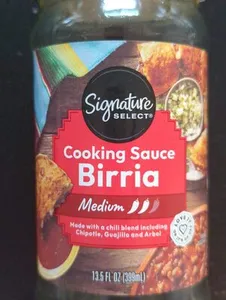 Signature
SELECT®
Cooking Sauce
Birria
Medium
Made with a chili blend including
Chipotle, Guajillo and Arbol
13.5 FL OZ (399mL)